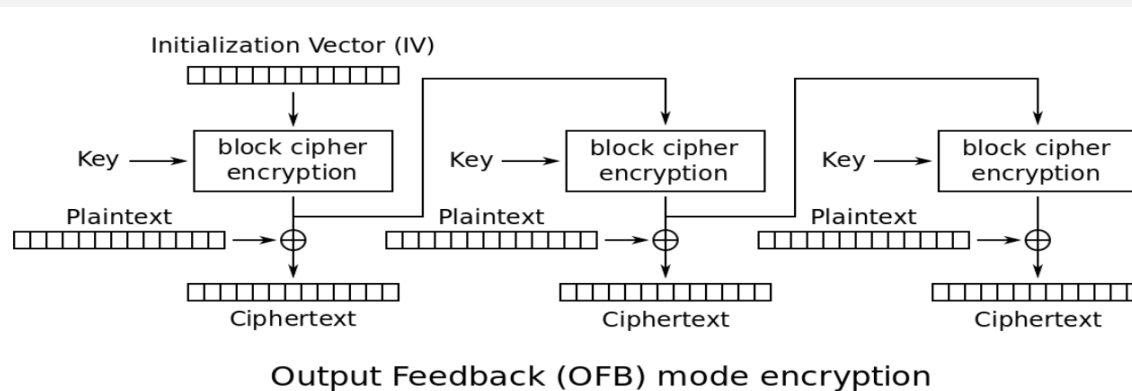 Initialization Vector (IV)
Key
block cipher
encryption
Key
block cipher
encryption
Key
block cipher
encryption
Plaintext
Plaintext
Plaintext
Ciphertext
Ciphertext
Ciphertext
Output Feedback (OFB) mode encryption